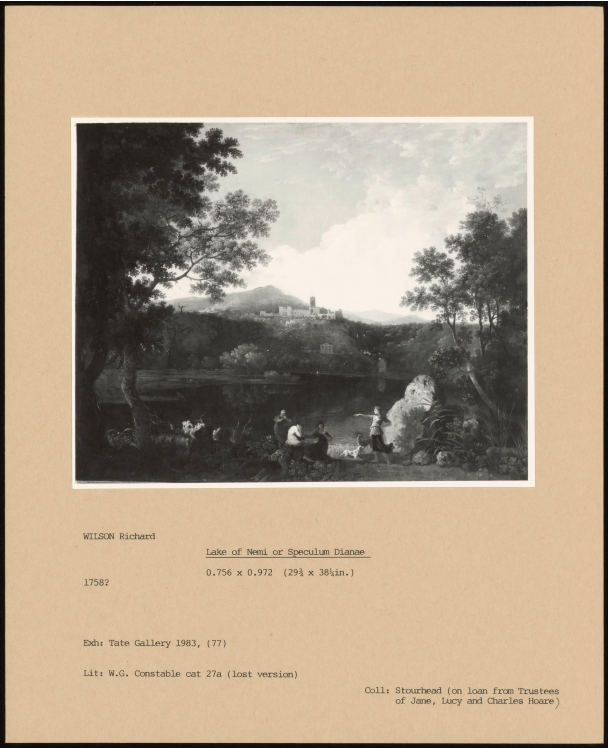 WILSON Richard
Lake of Nemi or Speculum Dianae
0.756 x 0.972 (29¾ x 38¼in.)
1758?
Exh: Tate Gallery 1983, (77)
Lit: W.G. Constable cat 27a (lost version)
Coll: Stourhead (on loan from Trustees
of Jane, Lucy and Charles Hoare)